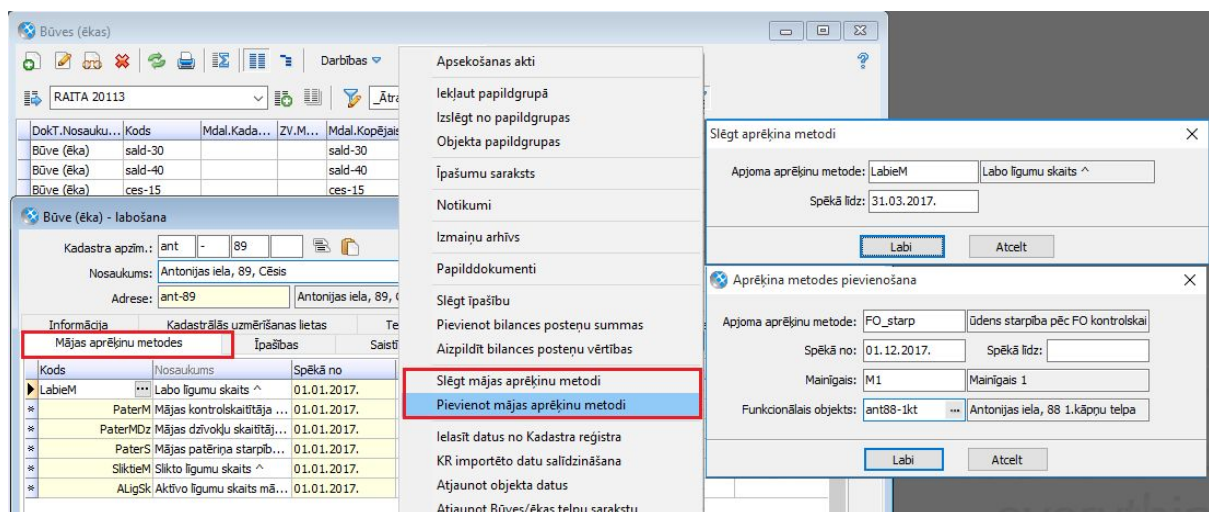 Būves (ēkas)
Darbības
RAITA 20113
_Ātra
DokT.Nosauku... Kods Mdal.Kada... ZV.M... Mdal.Kopējais
Būve (ēka) sald-30 sald-30
Būve (ēka) sald-40 sald-40
Būve (ēka) ces-15 ces-15
Būve (ēka) - labošana
Kadastra apzīm.: ant - 89
Nosaukums: Antonijas iela, 89, Cēsis
Adrese: ant-89 Antonijas iela, 89,
Informācija Kadastrālās uzmērīšanas lietas Te
Mājas aprēķinu metodes Īpašības Saistī
Kods Nosaukums Spēkā no
LabieM ... Labo līgumu skaits ^ 01.01.2017.
PaterM Mājas kontrolskaitītāja ... 01.01.2017.
PaterMDz Mājas dzīvokļu skaitītāj... 01.01.2017.
PaterS Mājas patēriņa starpīb... 01.01.2017.
SliktieM Slikto līgumu skaits ^ 01.01.2017.
ALigSk Aktīvo līgumu skaits mā... 01.01.2017.
Apsekošanas akti
Iekļaut papildgrupā
Izslēgt no papildgrupas
Objekta papildgrupas
Īpašumu saraksts
Notikumi
Izmaiņu arhīvs
Papilddokumenti
Slēgt īpašību
Pievienot bilances posteņu summas
Aizpildīt bilances posteņu vērtības
Slēgt mājas aprēķinu metodi
Pievienot mājas aprēķinu metodi
Ielasīt datus no Kadastra reģistra
KR importēto datu salīdzināšana
Atjaunot objekta datus
Atjaunot Būves/ēkas telpu sarakstu
Slēgt aprēķina metodi
Apjoma aprēķinu metode: LabieM Labo līgumu skaits ^
Spēkā līdz: 31.03.2017.
Labi Atcelt
Aprēķina metodes pievienošana
Apjoma aprēķinu metode: FO_starp ūdens starpība pēc FO kontrolskai
Spēkā no: 01.12.2017. Spēkā līdz:
Mainīgais: M1 Mainīgais 1
Funkcionālais objekts: ant88-1kt ... Antonijas iela, 88 1.kāpņu telpa
Labi Atcelt